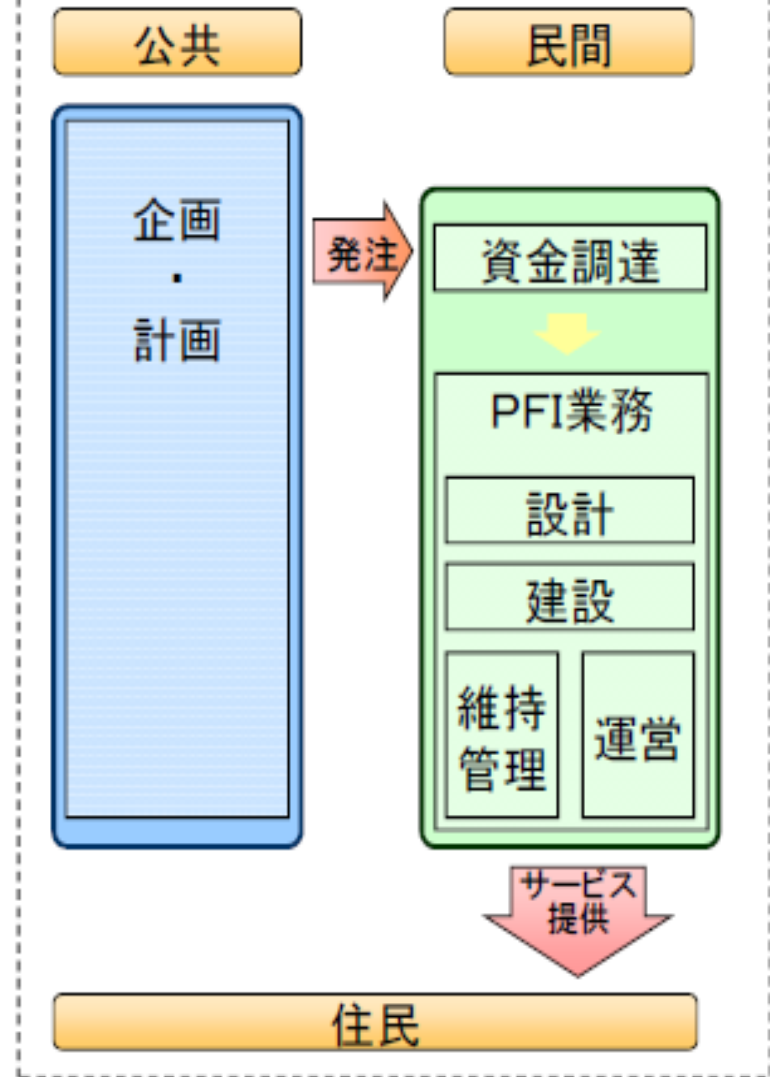 公共
民間
企画
・
計画
発注
資金調達
PFI業務
設計
建設
維持
管理
運営
サービス
提供
住民